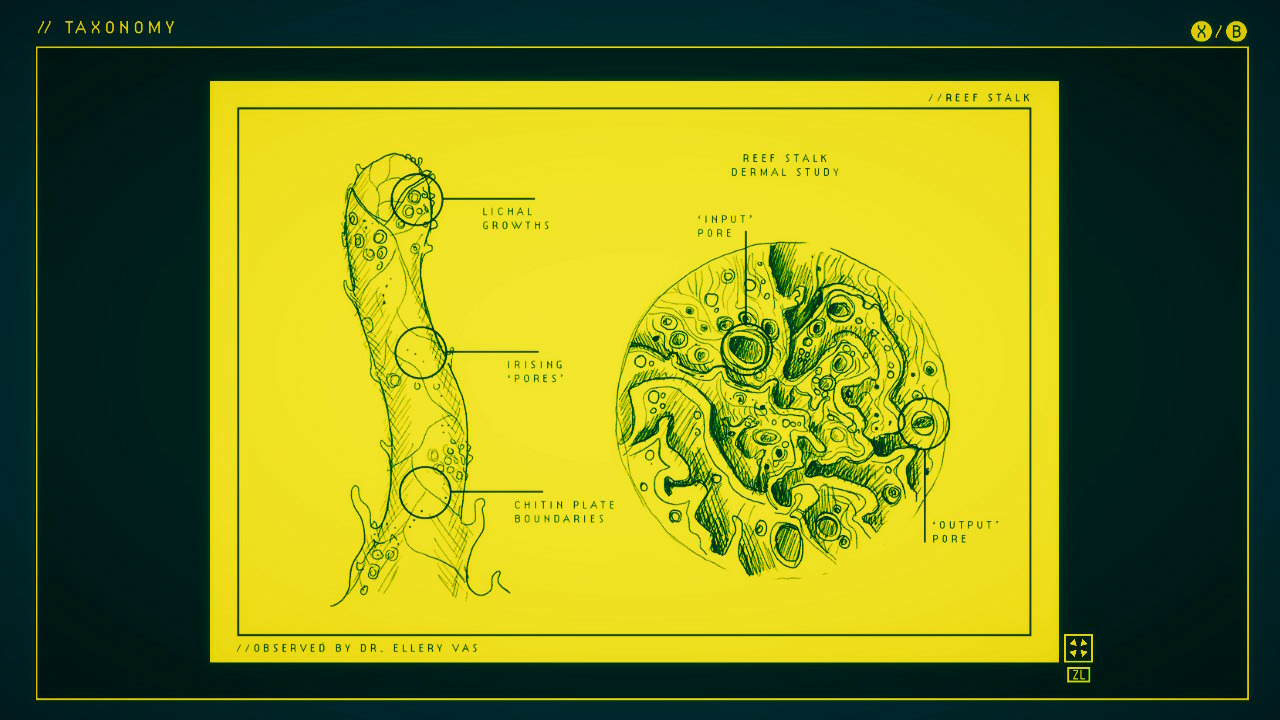 // TAXONOMY
X / B
//REEF STALK
REEF STALK
DERMAL STUDY
'INPUT'
PORE
LICHAL
GROWTHS
IRISING
'PORES'
CHITIN PLATE
BOUNDARIES
'OUTPUT'
PORE
//OBSERVED BY DR. ELLERY VAS
ZL